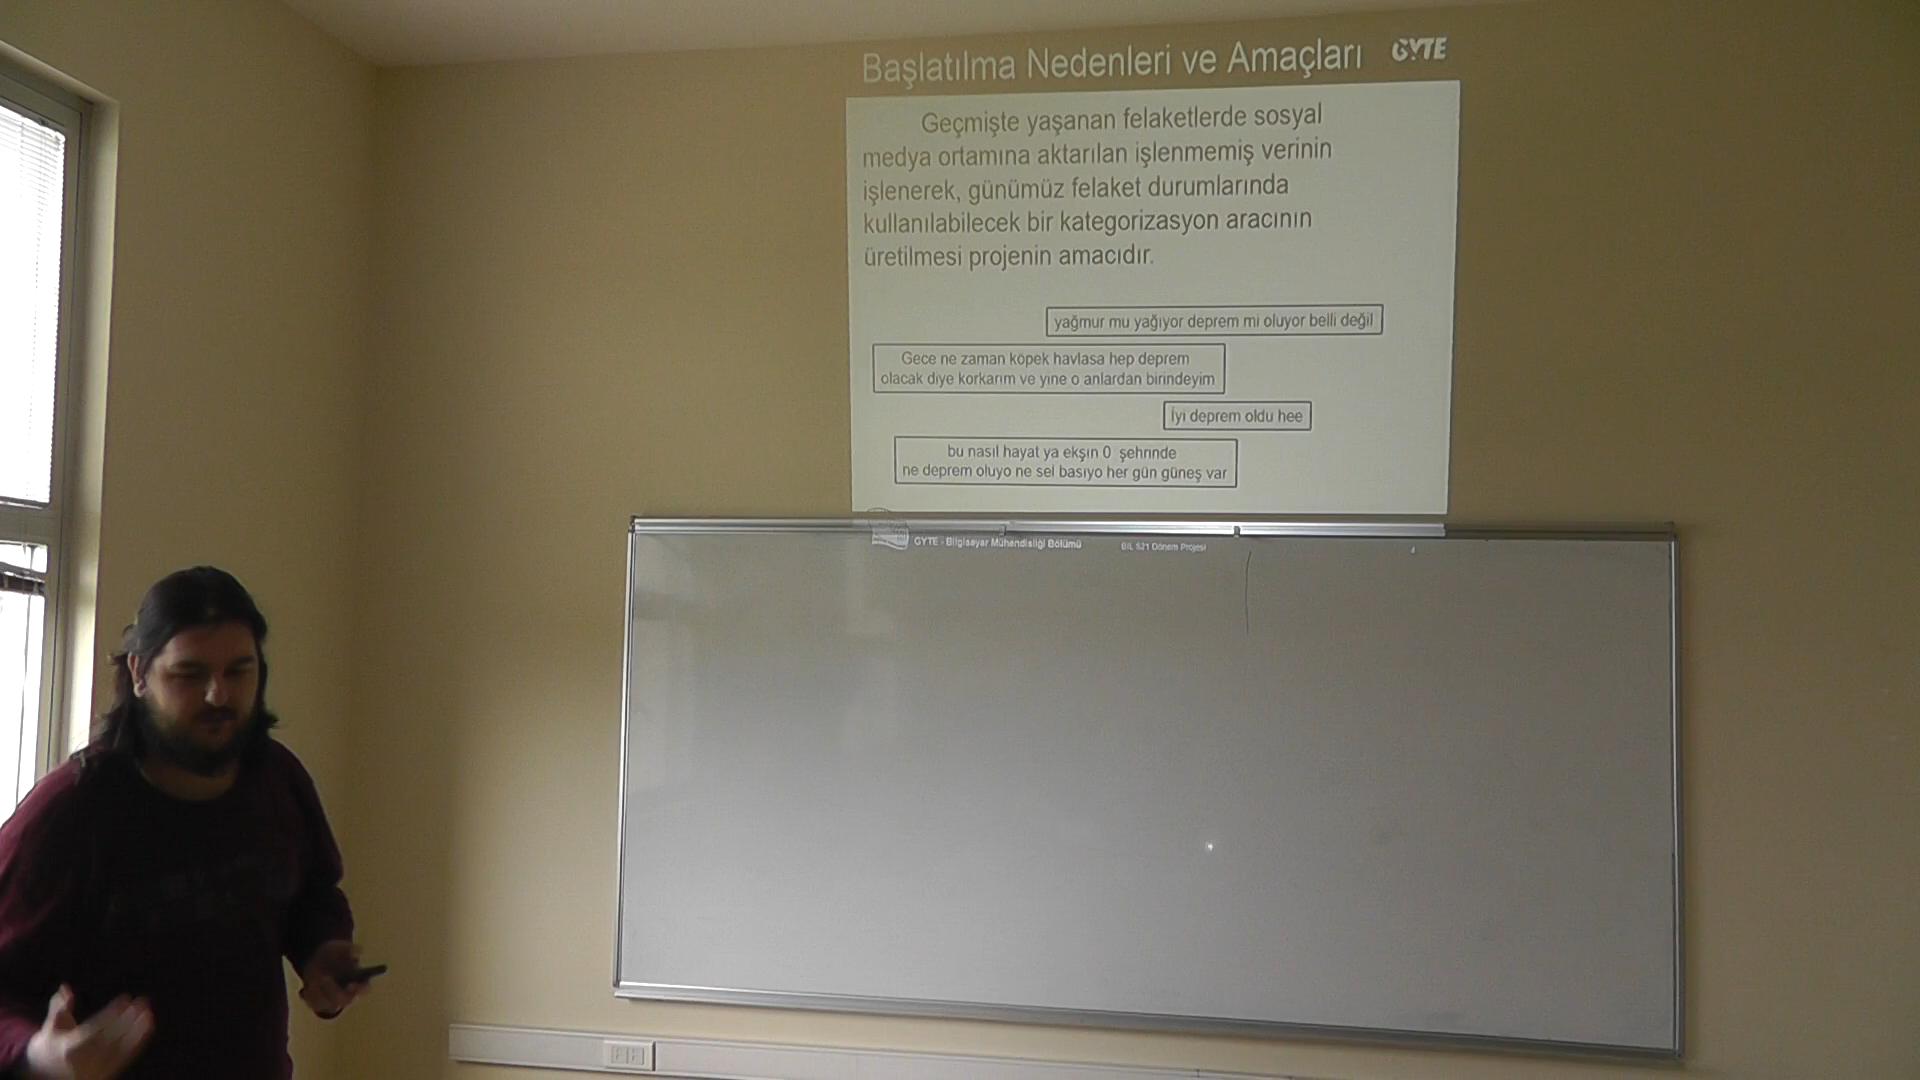 Başlatılma Nedenleri ve Amaçları
GYTE
Geçmişte yaşanan felaketlerde sosyal
medya ortamına aktarılan işlenmemiş verinin
işlenerek, günümüz felaket durumlarında
kullanılabilecek bir kategorizasyon aracının
üretilmesi projenin amacıdır.
yağmur mu yağıyor deprem mi oluyor belli değil
Gece ne zaman köpek havlasa hep deprem
olacak diye korkarım ve yine o anlardan birindeyim
İyi deprem oldu hee
bu nasıl hayat ya ekşın 0 şehrinde
ne deprem oluyo ne sel basıyo her gün güneş var
GYTE - Bilgisayar Mühendisliği Bölümü
BIL 521 Dönem Projesi
4